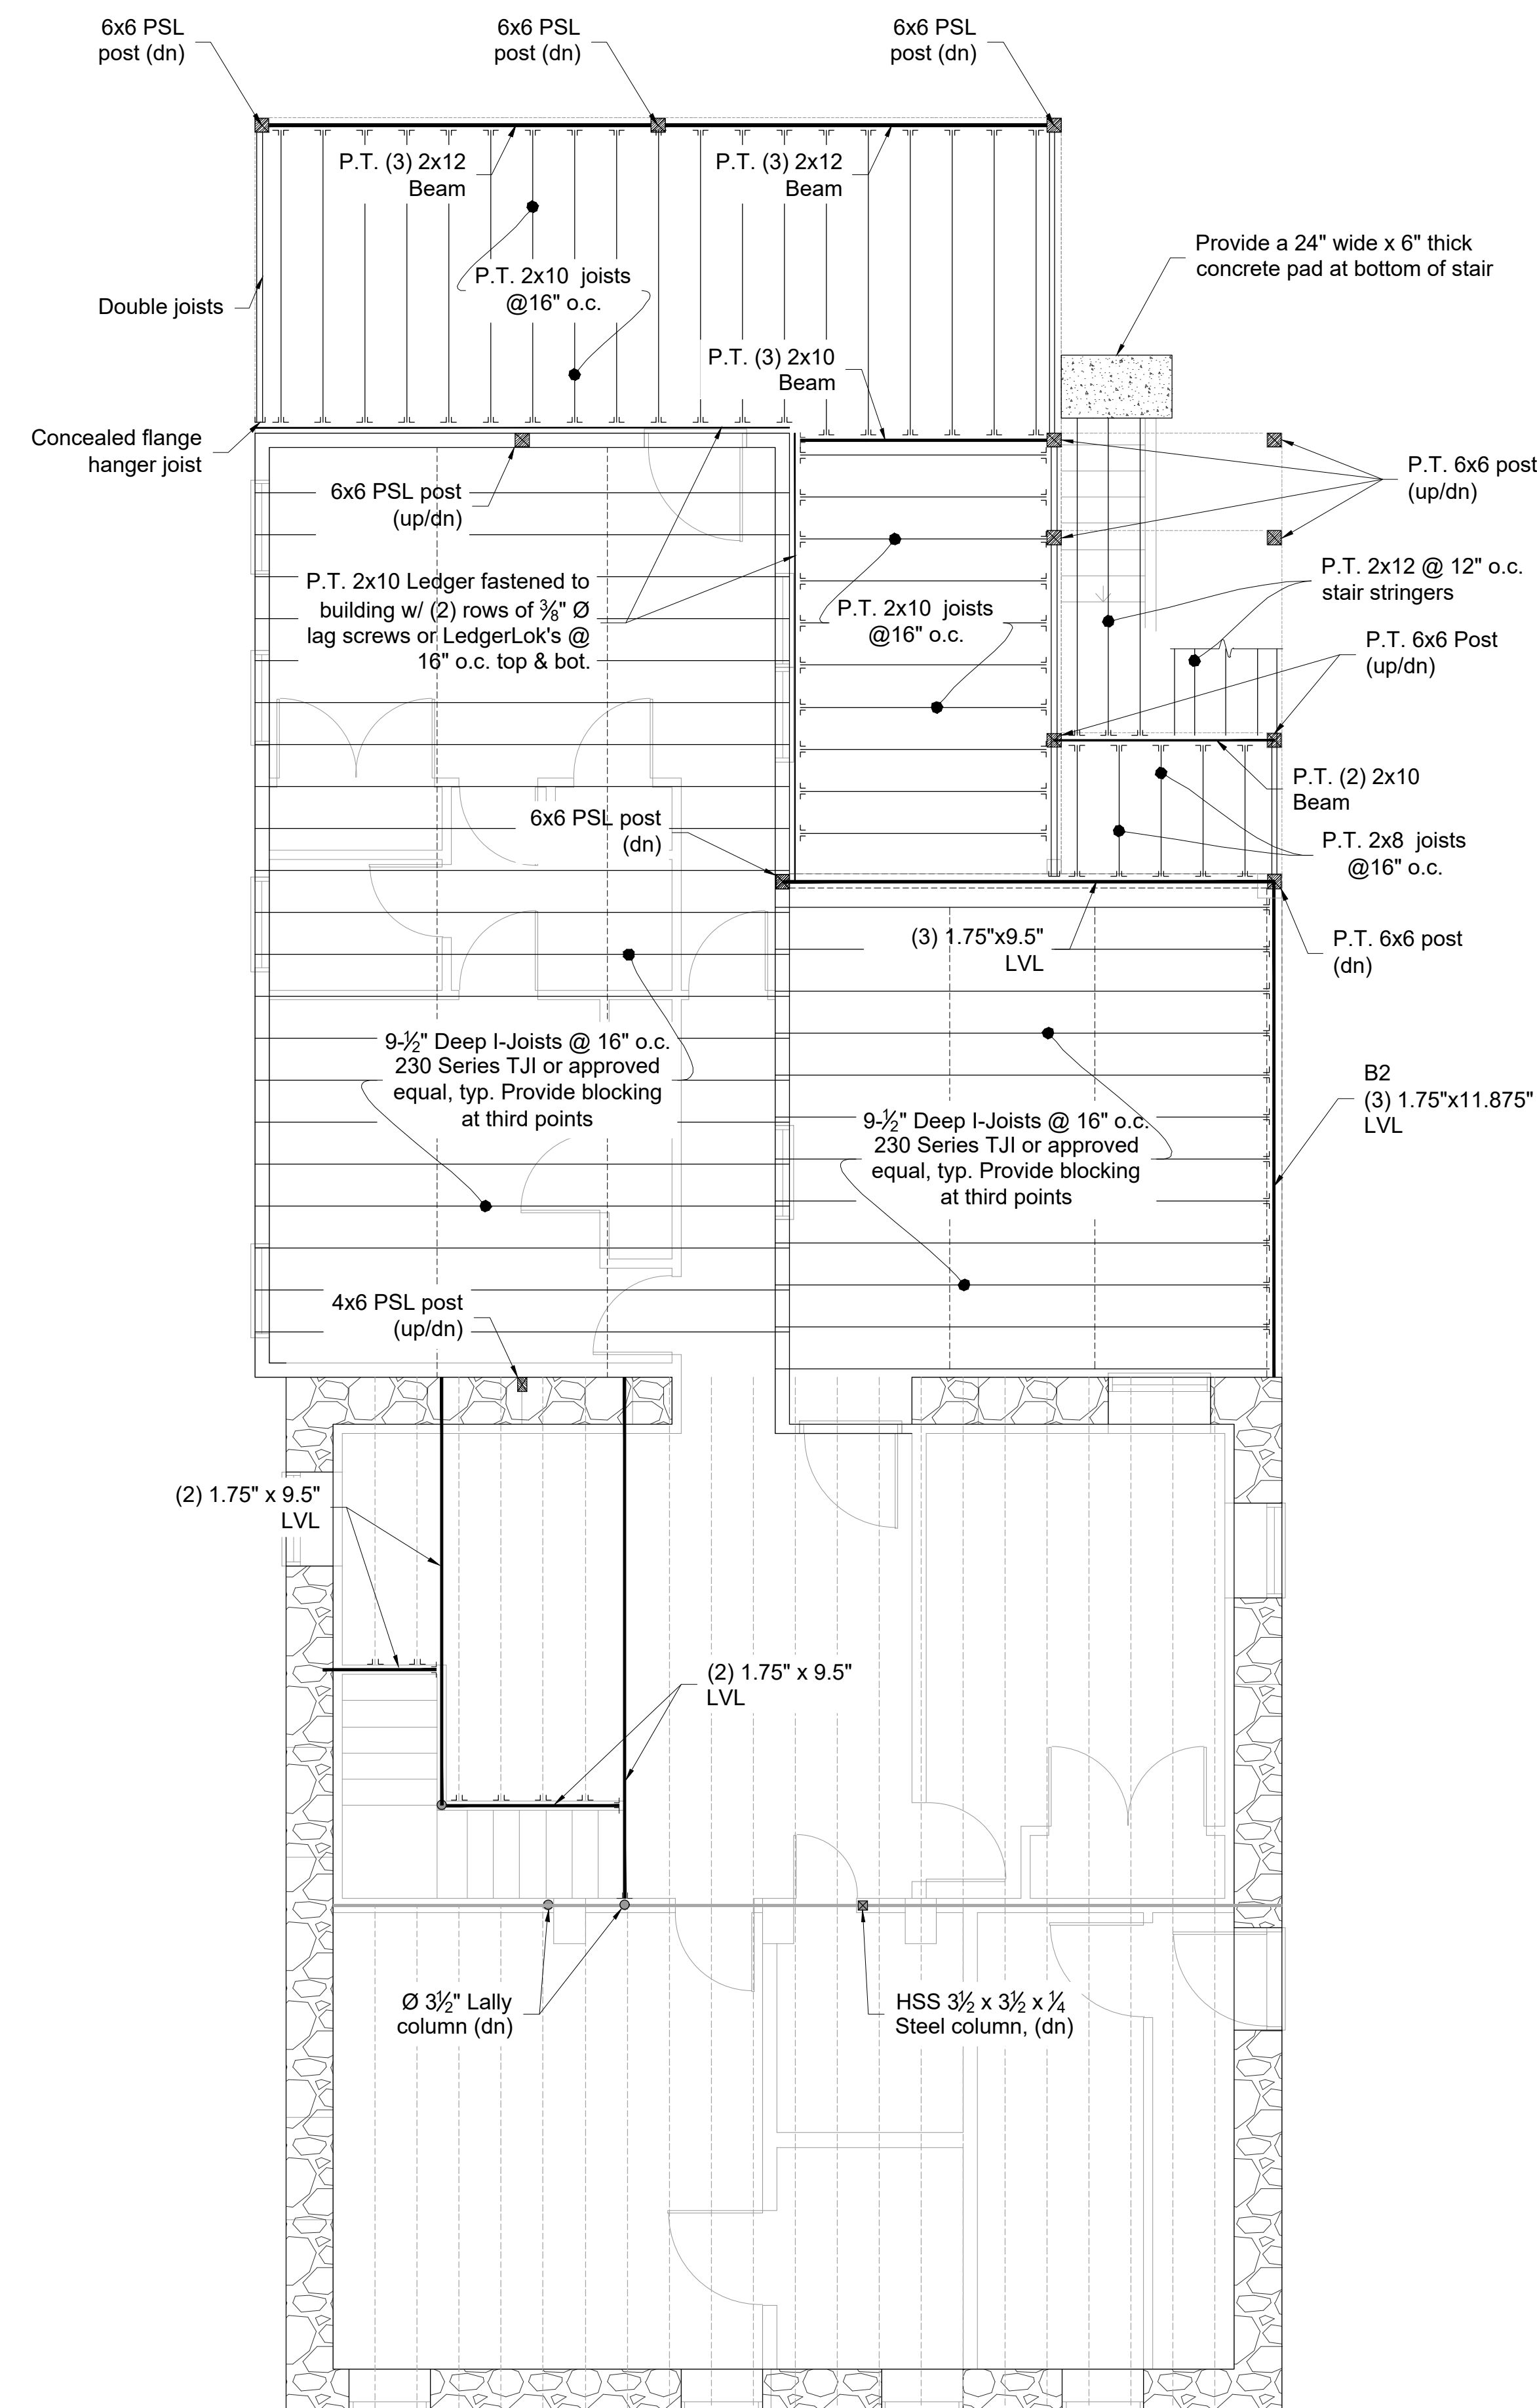 6x6 PSL
post (dn)
6x6 PSL
post (dn)
6x6 PSL
post (dn)
P.T. (3) 2x12
Beam
P.T. (3) 2x12
Beam
Provide a 24" wide x 6" thick
concrete pad at bottom of stair
P.T. 2x10 joists
@16" o.c.
Double joists
P.T. (3) 2x10
Beam
Concealed flange
hanger joist
6x6 PSL post
(up/dn)
P.T. 6x6 post
(up/dn)
P.T. 2x10 Ledger fastened to
building w/ (2) rows of ⅜" Ø
lag screws or LedgerLok's @
16" o.c. top & bot.
P.T. 2x10 joists
@16" o.c.
P.T. 2x12 @ 12" o.c.
stair stringers
P.T. 6x6 Post
(up/dn)
P.T. (2) 2x10
Beam
6x6 PSL post
(dn)
P.T. 2x8 joists
@16" o.c.
(3) 1.75"x9.5"
LVL
P.T. 6x6 post
(dn)
9-½" Deep I-Joists @ 16" o.c.
230 Series TJI or approved
equal, typ. Provide blocking
at third points
B2
(3) 1.75"x11.875"
LVL
9-½" Deep I-Joists @ 16" o.c.
230 Series TJI or approved
equal, typ. Provide blocking
at third points
4x6 PSL post
(up/dn)
(2) 1.75" x 9.5"
LVL
(2) 1.75" x 9.5"
LVL
Ø 3½" Lally
column (dn)
HSS 3½ x 3½ x ¼
Steel column, (dn)